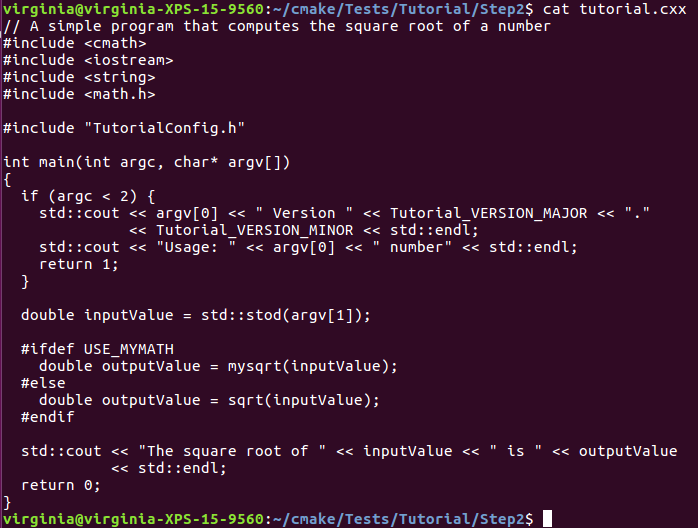 virginia@virginia-XPS-15-9560:~/cmake/Tests/Tutorial/Step2$ cat tutorial.cxx
// A simple program that computes the square root of a number
#include <cmath>
#include <iostream>
#include <string>
#include <math.h>

#include "TutorialConfig.h"

int main(int argc, char* argv[])
{
  if (argc < 2) {
    std::cout << argv[0] << " Version " << Tutorial_VERSION_MAJOR << "."
              << Tutorial_VERSION_MINOR << std::endl;
    std::cout << "Usage: " << argv[0] << " number" << std::endl;
    return 1;
  }

  double inputValue = std::stod(argv[1]);

  #ifdef USE_MYMATH
    double outputValue = mysqrt(inputValue);
  #else
    double outputValue = sqrt(inputValue);
  #endif

  std::cout << "The square root of " << inputValue << " is " << outputValue
            << std::endl;
  return 0;
}
virginia@virginia-XPS-15-9560:~/cmake/Tests/Tutorial/Step2$